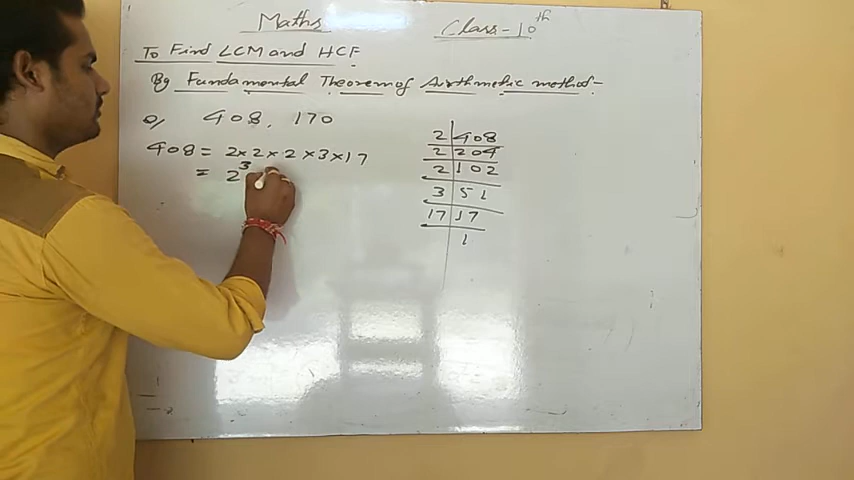 Maths Class-10th
To Find LCM and HCF
By Fundamental Theorem of Airthmetic method-
Q/ 408, 170
408 = 2×2×2×3×17
= 2³×
2 408
2 204
2 102
3 51
17 17
1